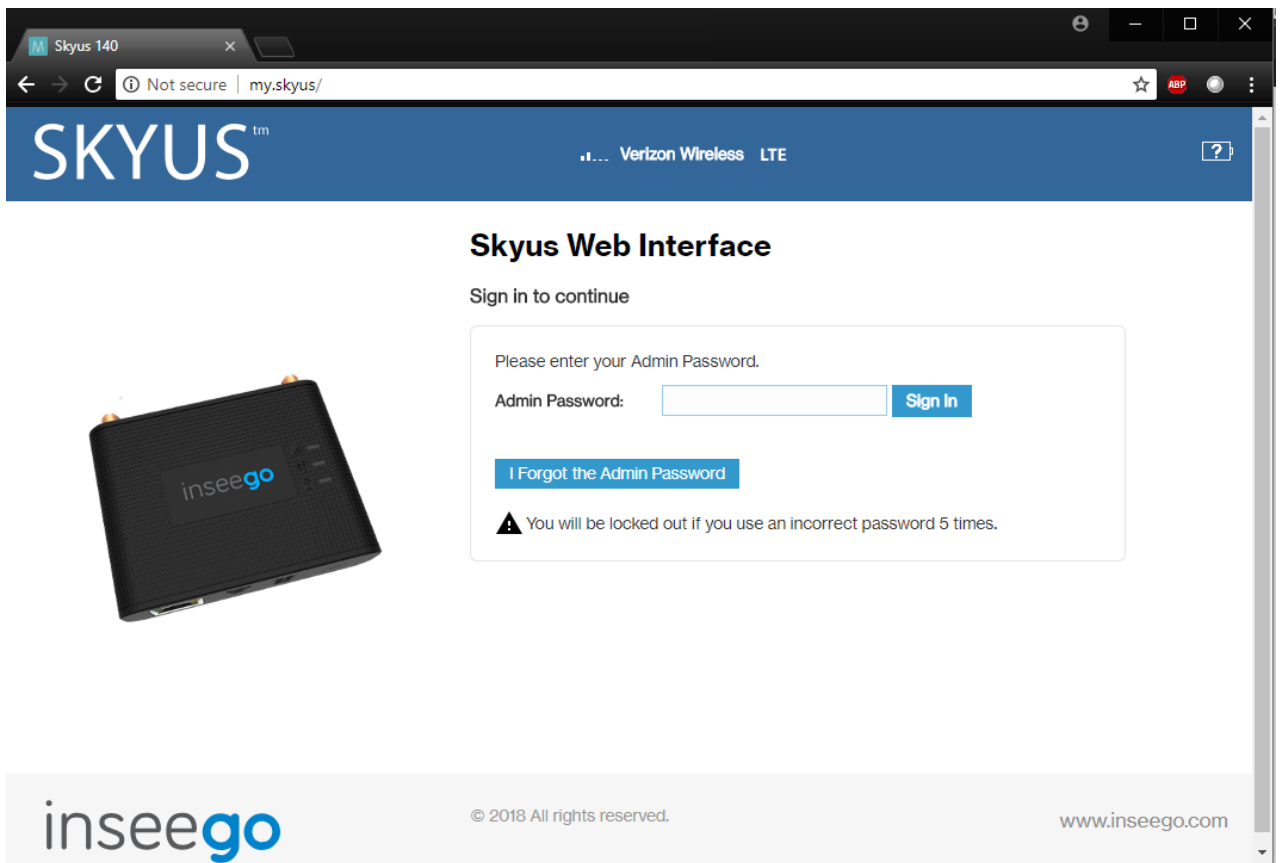 Skyus 140
Not secure | my.skyus/
ABP
SKYUS tm
Verizon Wireless LTE
?
Skyus Web Interface
Sign in to continue
Please enter your Admin Password.
Admin Password:
Sign In
inseego
I Forgot the Admin Password
You will be locked out if you use an incorrect password 5 times.
inseego
© 2018 All rights reserved.
www.inseego.com